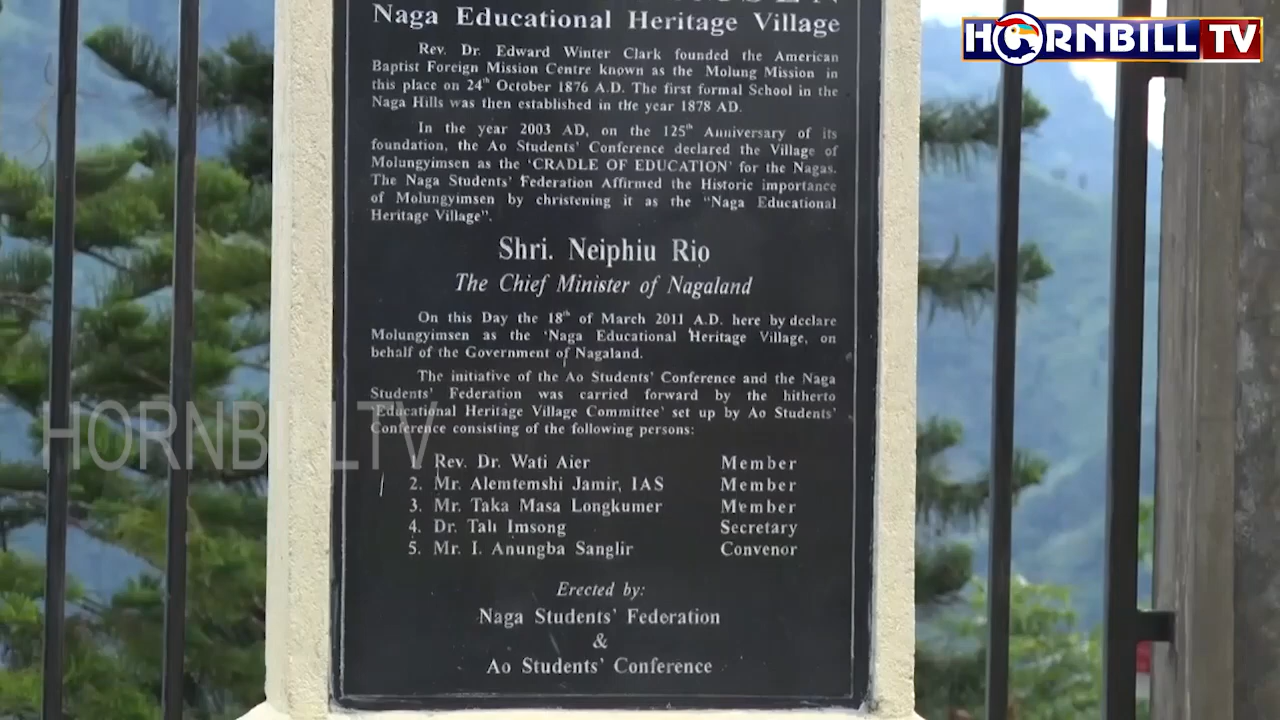 HORNBILL TV
Naga Educational Heritage Village
Rev. Dr. Edward Winter Clark founded the American
Baptist Foreign Mission Centre known as the Molung Mission in
this place on 24th October 1876 A.D. The first formal School in the
Naga Hills was then established in the year 1878 AD.
In the year 2003 AD, on the 125th Anniversary of its
foundation, the Ao Students' Conference declared the Village of
Molungyimsen as the 'CRADLE OF EDUCATION' for the Nagas.
The Naga Students' Federation Affirmed the Historic importance
of Molungyimsen by christening it as the "Naga Educational
Heritage Village".
Shri. Neiphiu Rio
The Chief Minister of Nagaland
On this Day the 18th of March 2011 A.D. here by declare
Molungyimsen as the 'Naga Educational Heritage Village, on
behalf of the Government of Nagaland.
The initiative of the Ao Students' Conference and the Naga
Students' Federation was carried forward by the hitherto
'Educational Heritage Village Committee' set up by Ao Students'
Conference consisting of the following persons:
HORNBILLTV
1. Rev. Dr. Wati Aier Member
2. Mr. Alemtemshi Jamir, IAS Member
3. Mr. Taka Masa Longkumer Member
4. Dr. Tali Imsong Secretary
5. Mr. I. Anungba Sanglir Convenor
Erected by:
Naga Students' Federation
&
Ao Students' Conference